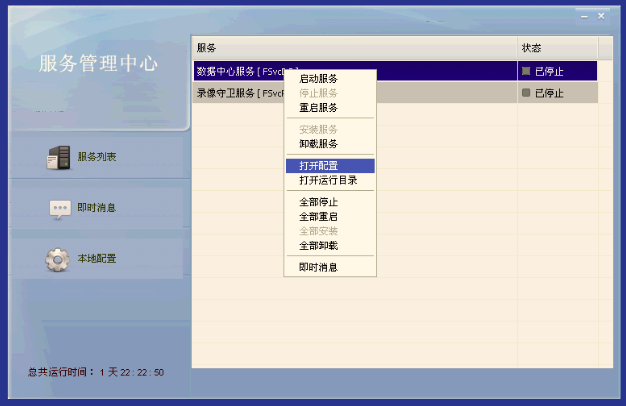 服务管理中心
服务列表
即时消息
本地配置
总共运行时间： 1 天 22 : 22 : 50
服务 状态
数据中心服务 [ FSvc 已停止
录像守卫服务 [ FSvc 已停止
启动服务
停止服务
重启服务
安装服务
卸载服务
打开配置
打开运行目录
全部停止
全部重启
全部安装
全部卸载
即时消息